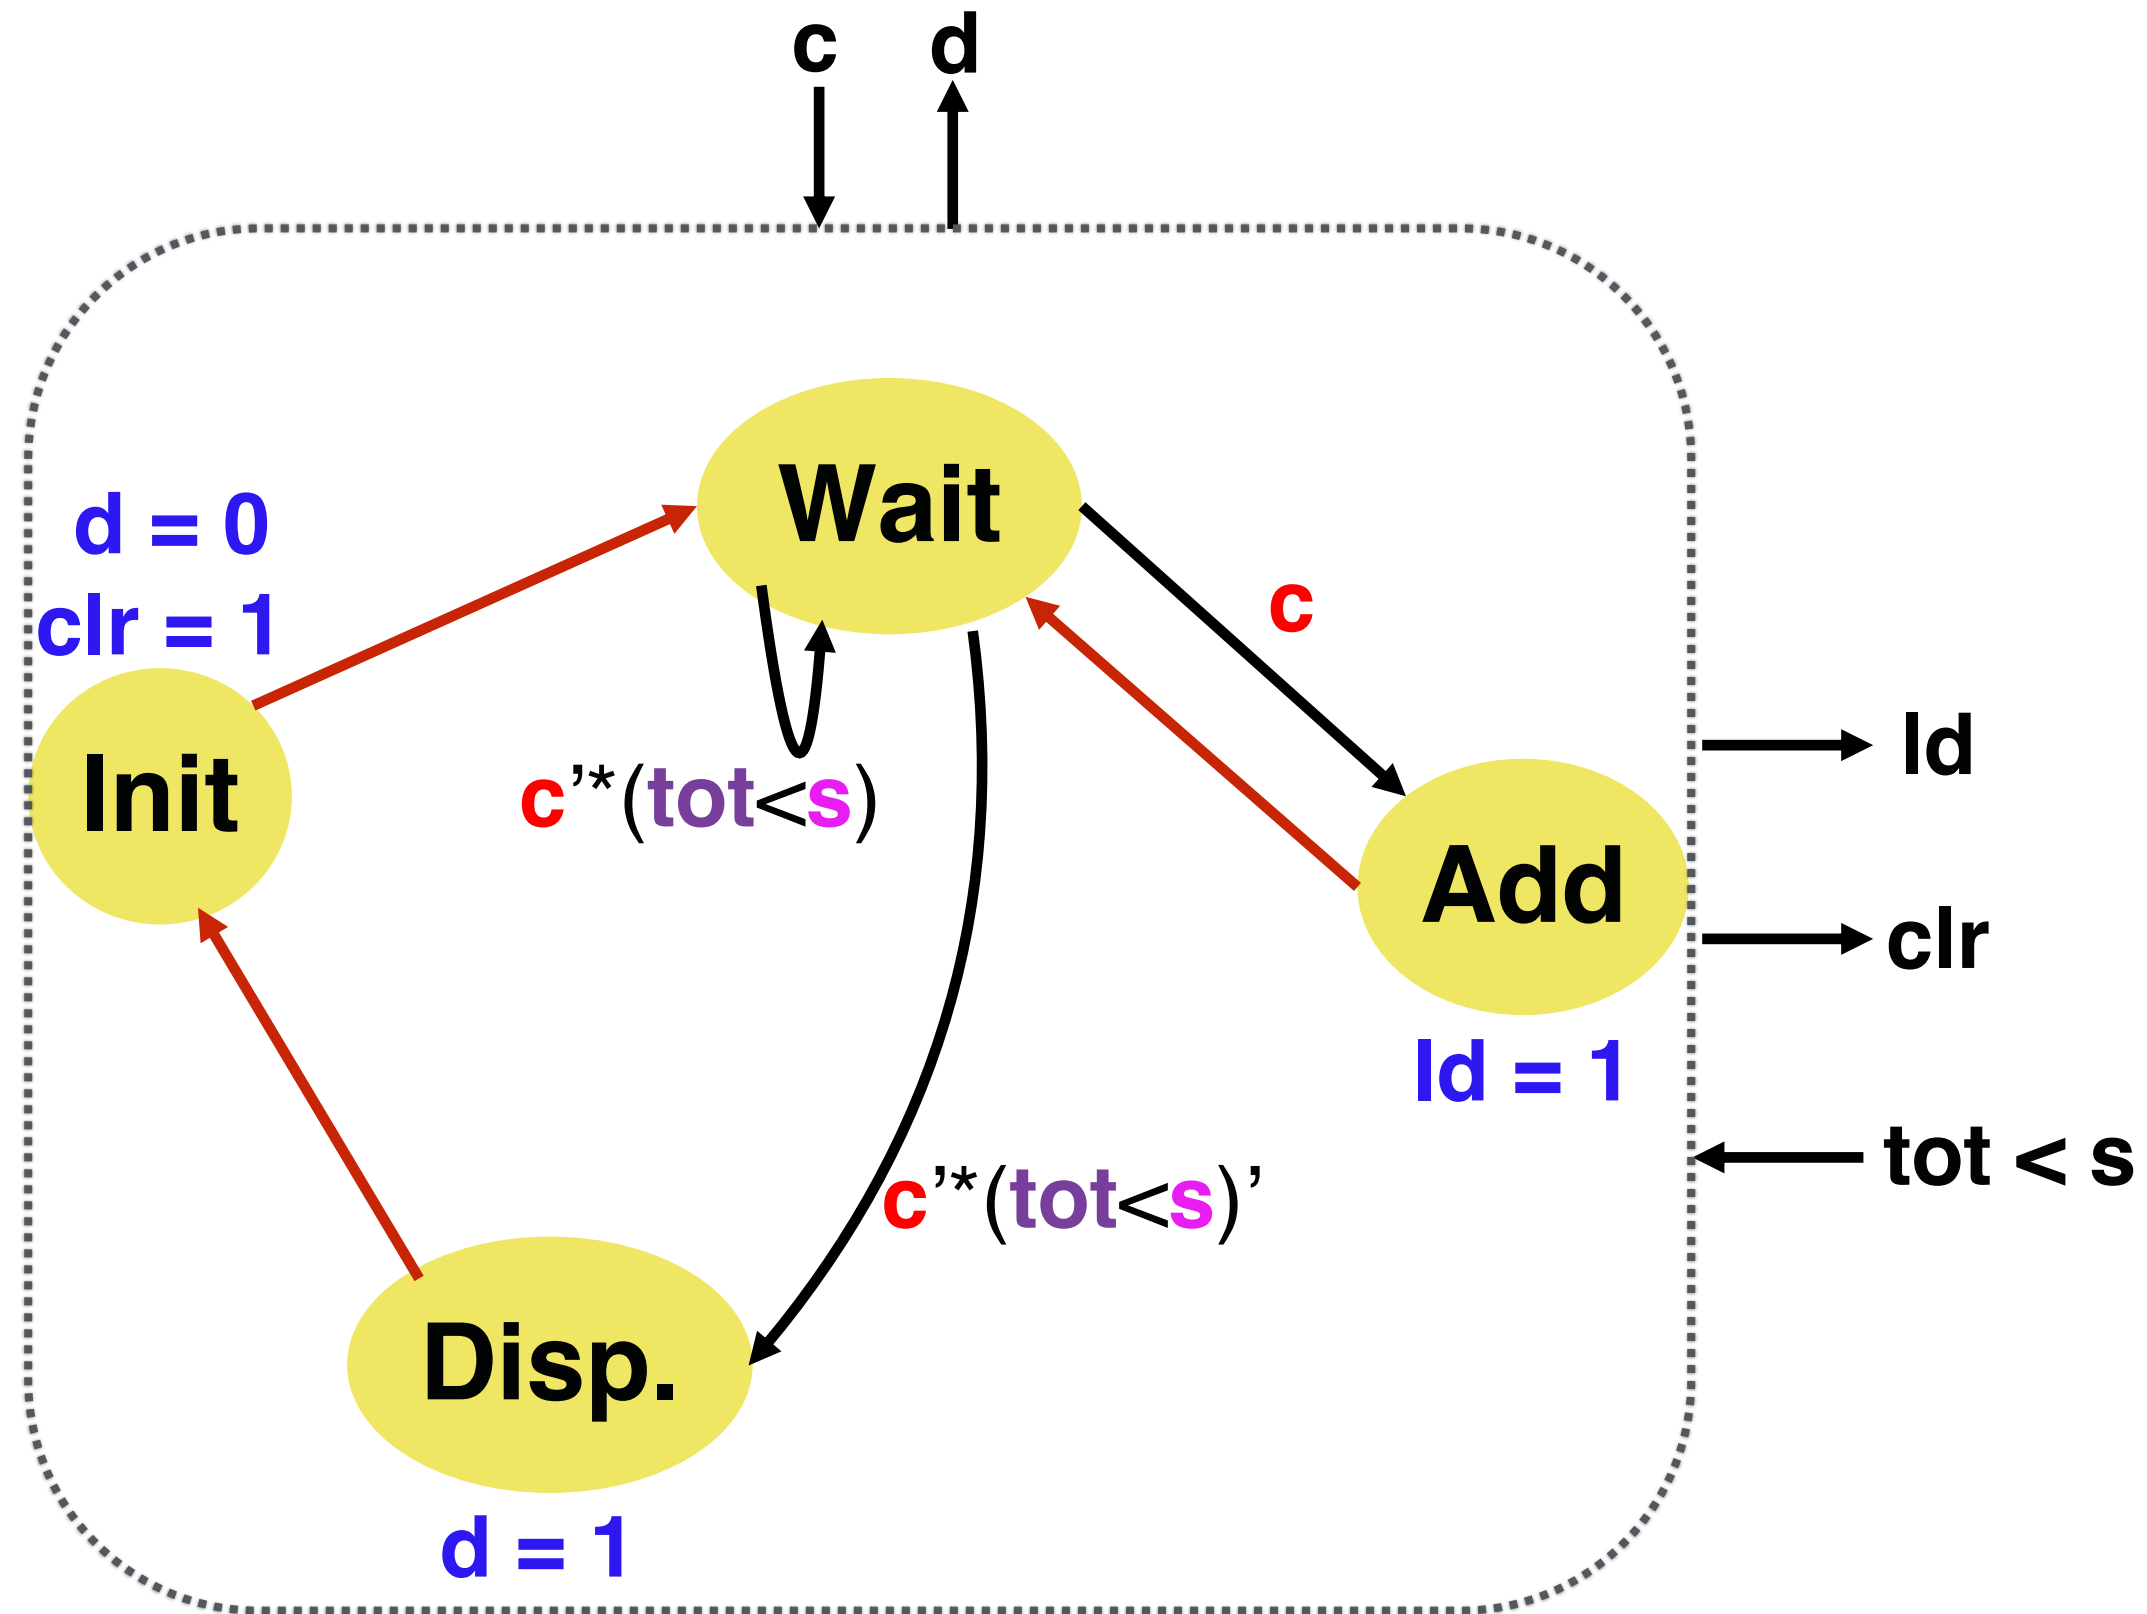 c
d
Wait
d = 0
clr = 1
c
Init
ld
c’*(tot<s)
Add
clr
ld = 1
tot < s
c’*(tot<s)’
Disp.
d = 1